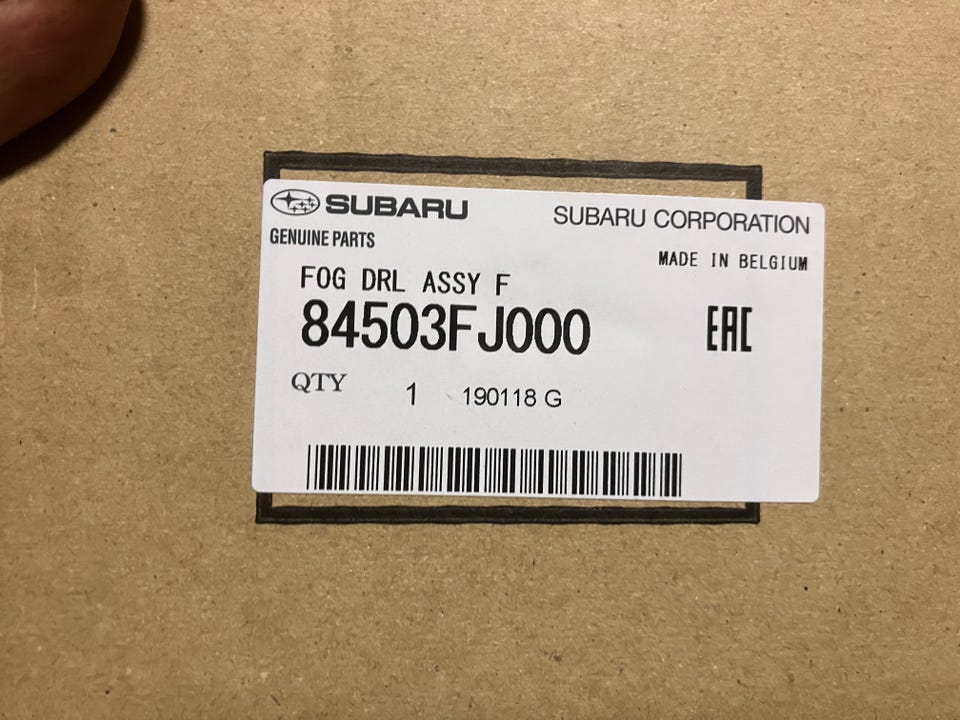 SUBARU
SUBARU CORPORATION
GENUINE PARTS
MADE IN BELGIUM
FOG DRL ASSY F
84503FJ000
EAC
QTY 1 190118 G